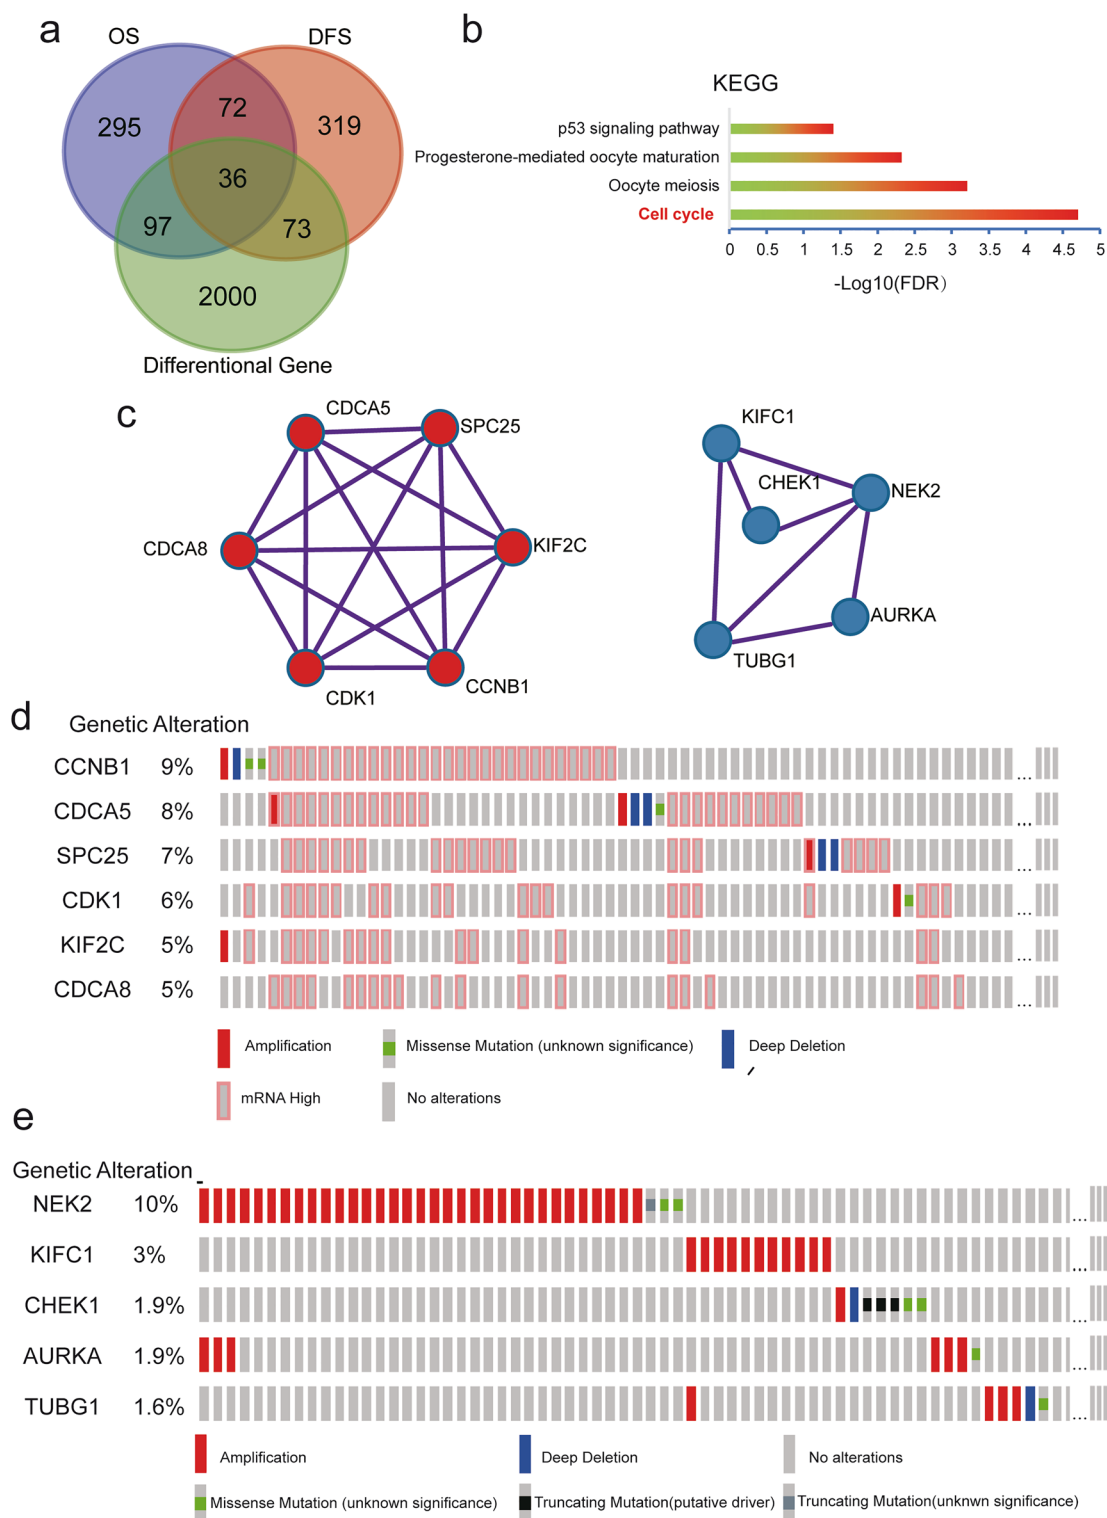 a
OS
DFS
295
72
319
36
97
73
2000
Differentional Gene
b
KEGG
p53 signaling pathway
Progesterone-mediated oocyte maturation
Oocyte meiosis
Cell cycle
0 0.5 1 1.5 2 2.5 3 3.5 4 4.5 5
-Log10(FDR)
c
CDCA5
SPC25
CDCA8
KIF2C
CDK1
CCNB1
KIFC1
CHEK1
NEK2
AURKA
TUBG1
d
Genetic Alteration
CCNB1 9% ...
CDCA5 8% ...
SPC25 7% ...
CDK1 6% ...
KIF2C 5% ...
CDCA8 5% ...
Amplification Missense Mutation (unknown significance) Deep Deletion
mRNA High No alterations
e
Genetic Alteration
NEK2 10% ...
KIFC1 3% ...
CHEK1 1.9% ...
AURKA 1.9% ...
TUBG1 1.6% ...
Amplification Deep Deletion No alterations
Missense Mutation (unknown significance) Truncating Mutation(putative driver) Truncating Mutation(unknwn significance)